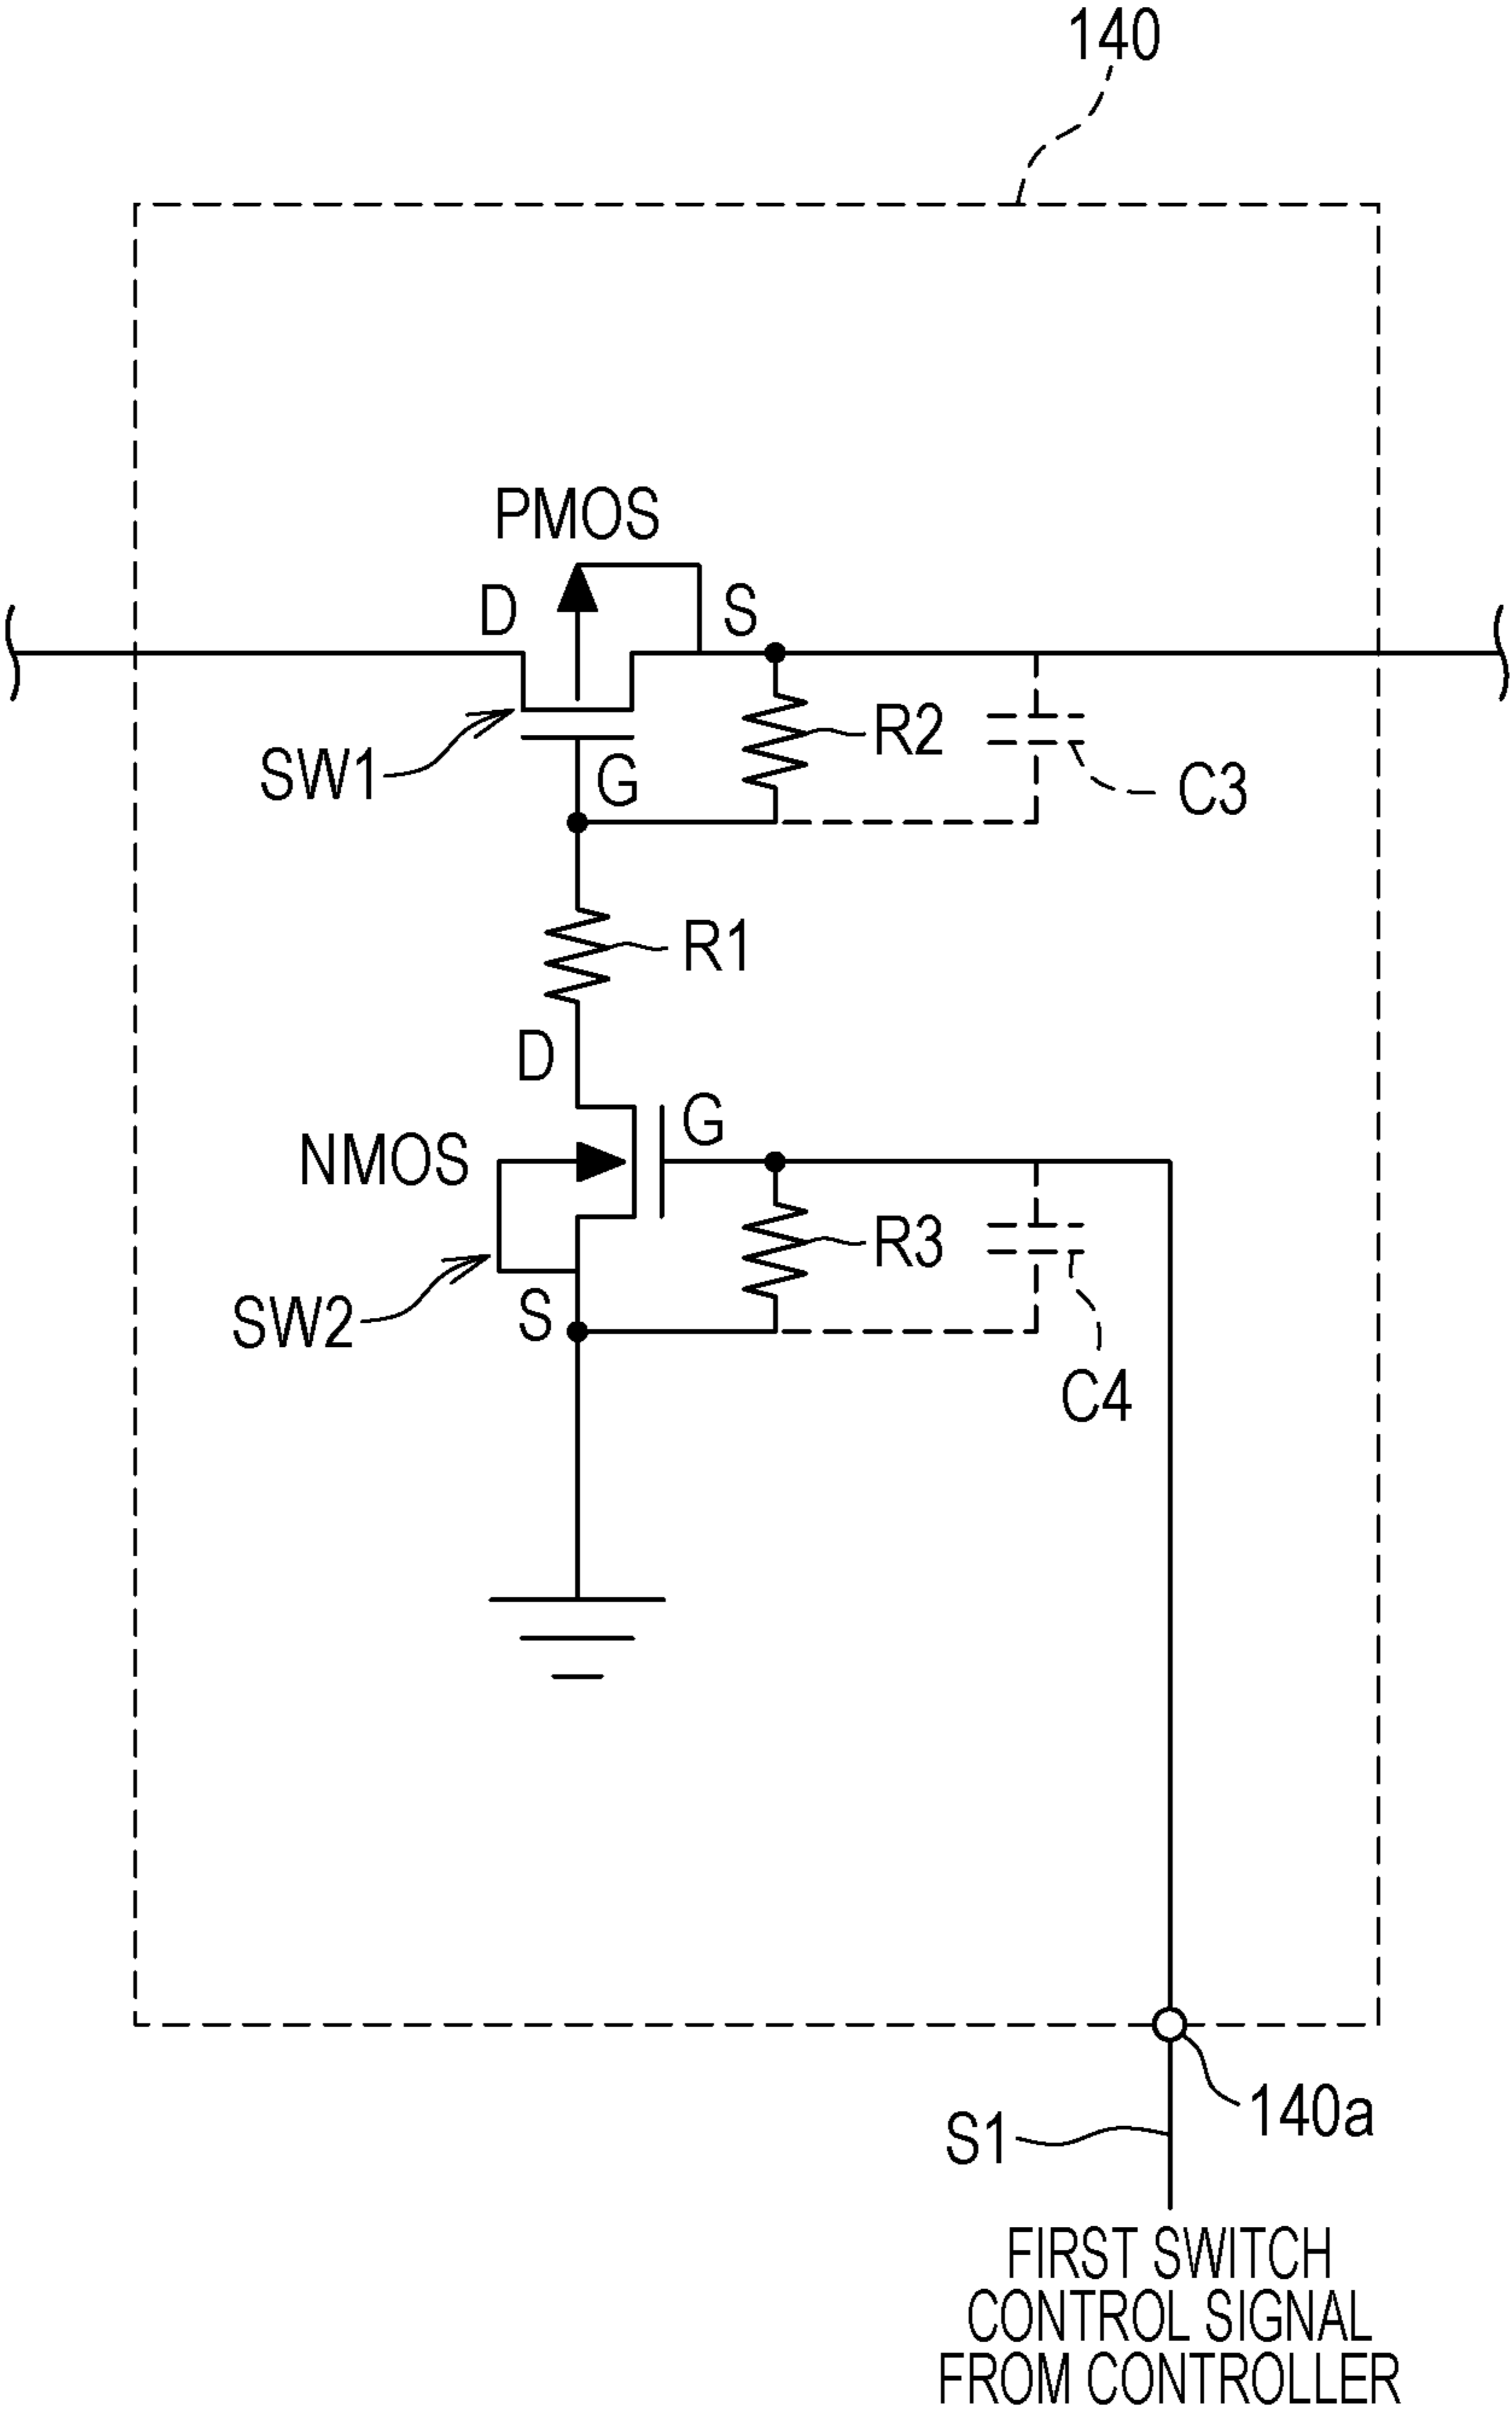 140
PMOS
D
S
SW1
G
R2
C3
R1
D
G
NMOS
R3
SW2
S
C4
140a
S1
FIRST SWITCH
CONTROL SIGNAL
FROM CONTROLLER